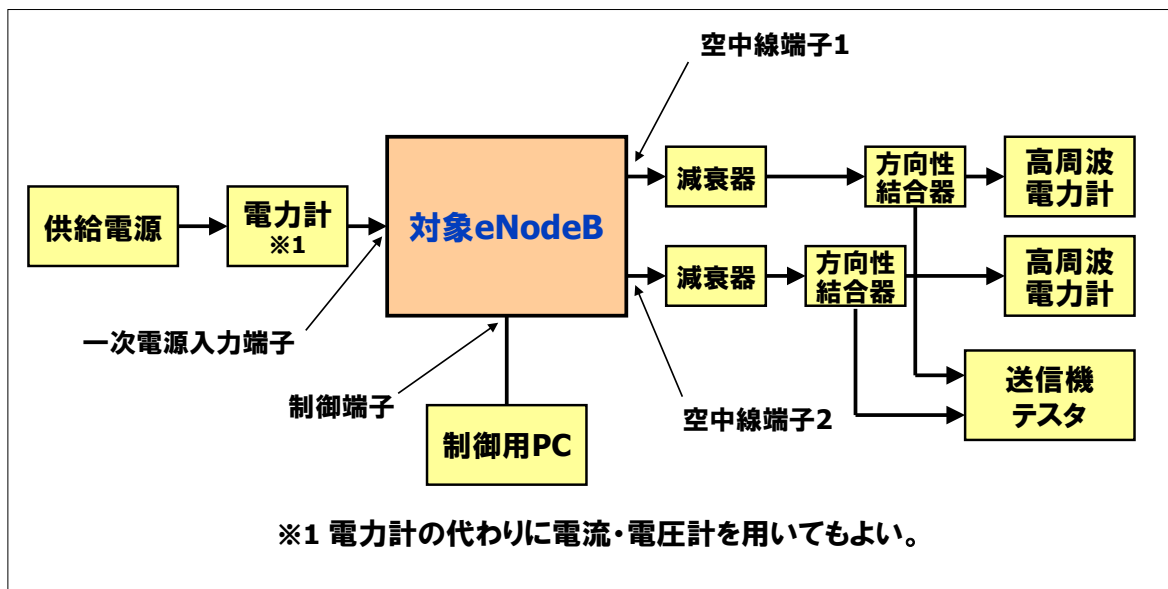 空中線端子1
供給電源
電力計
※1
対象eNodeB
減衰器
方向性
結合器
高周波
電力計
減衰器
方向性
結合器
高周波
電力計
一次電源入力端子
制御端子
制御用PC
空中線端子2
送信機
テスタ
※1 電力計の代わりに電流・電圧計を用いてもよい。